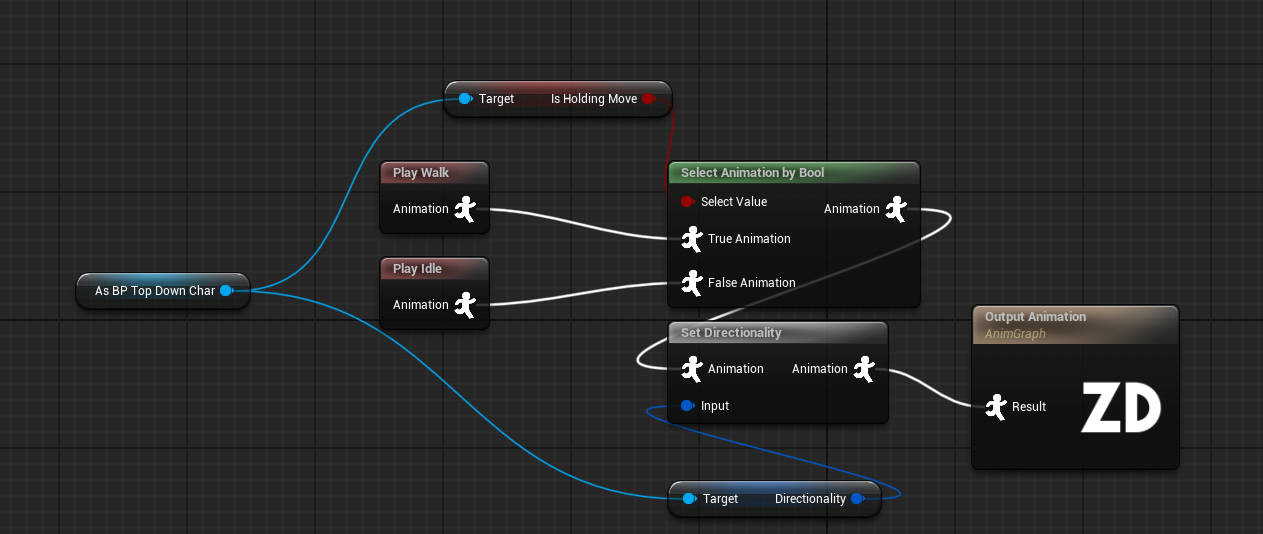 Target
Is Holding Move
Play Walk
Animation
Select Animation by Bool
Select Value
Animation
True Animation
False Animation
Play Idle
Animation
As BP Top Down Char
Set Directionality
Animation
Animation
Input
Output Animation
AnimGraph
Result
ZD
Target
Directionality